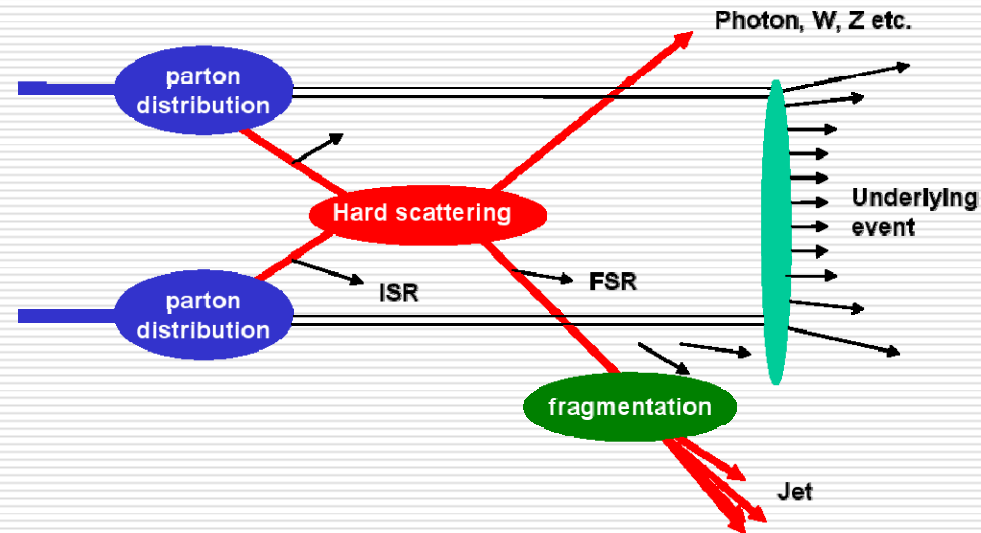 Photon, W, Z etc.
parton
distribution
Hard scattering
Underlying
event
ISR
FSR
parton
distribution
fragmentation
Jet